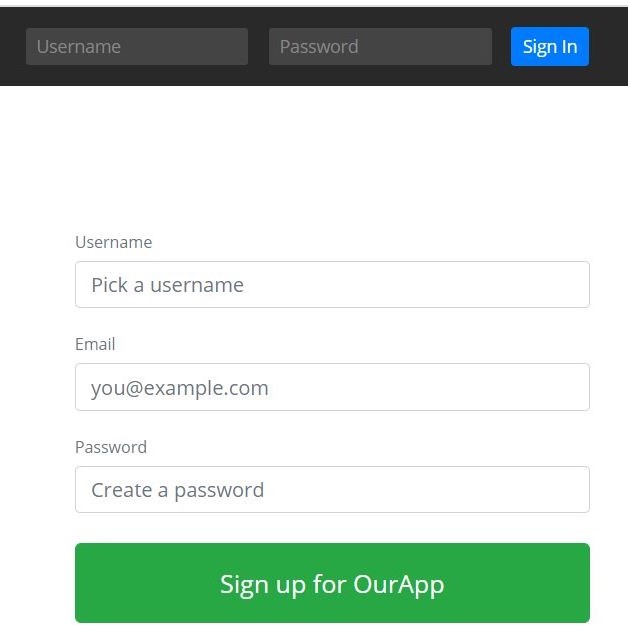 Username Password Sign In
Username
Pick a username
Email
you@example.com
Password
Create a password
Sign up for OurApp